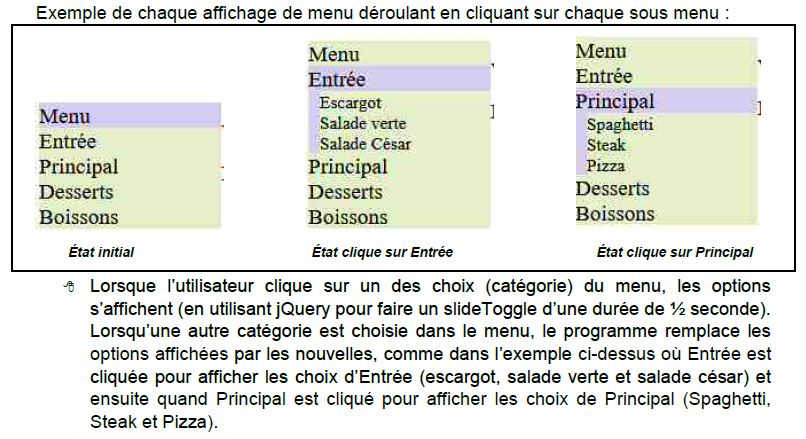 Exemple de chaque affichage de menu déroulant en cliquant sur chaque sous menu :
Menu
Entrée
Principal
Desserts
Boissons
État initial
Menu
Entrée
Escargot
Salade verte
Salade César
Principal
Desserts
Boissons
État clique sur Entrée
Menu
Entrée
Principal
Spaghetti
Steak
Pizza
Desserts
Boissons
État clique sur Principal
Lorsque l’utilisateur clique sur un des choix (catégorie) du menu, les options
s’affichent (en utilisant jQuery pour faire un slideToggle d’une durée de ½ seconde).
Lorsqu’une autre catégorie est choisie dans le menu, le programme remplace les
options affichées par les nouvelles, comme dans l’exemple ci-dessus où Entrée est
cliquée pour afficher les choix d’Entrée (escargot, salade verte et salade césar) et
ensuite quand Principal est cliqué pour afficher les choix de Principal (Spaghetti,
Steak et Pizza).